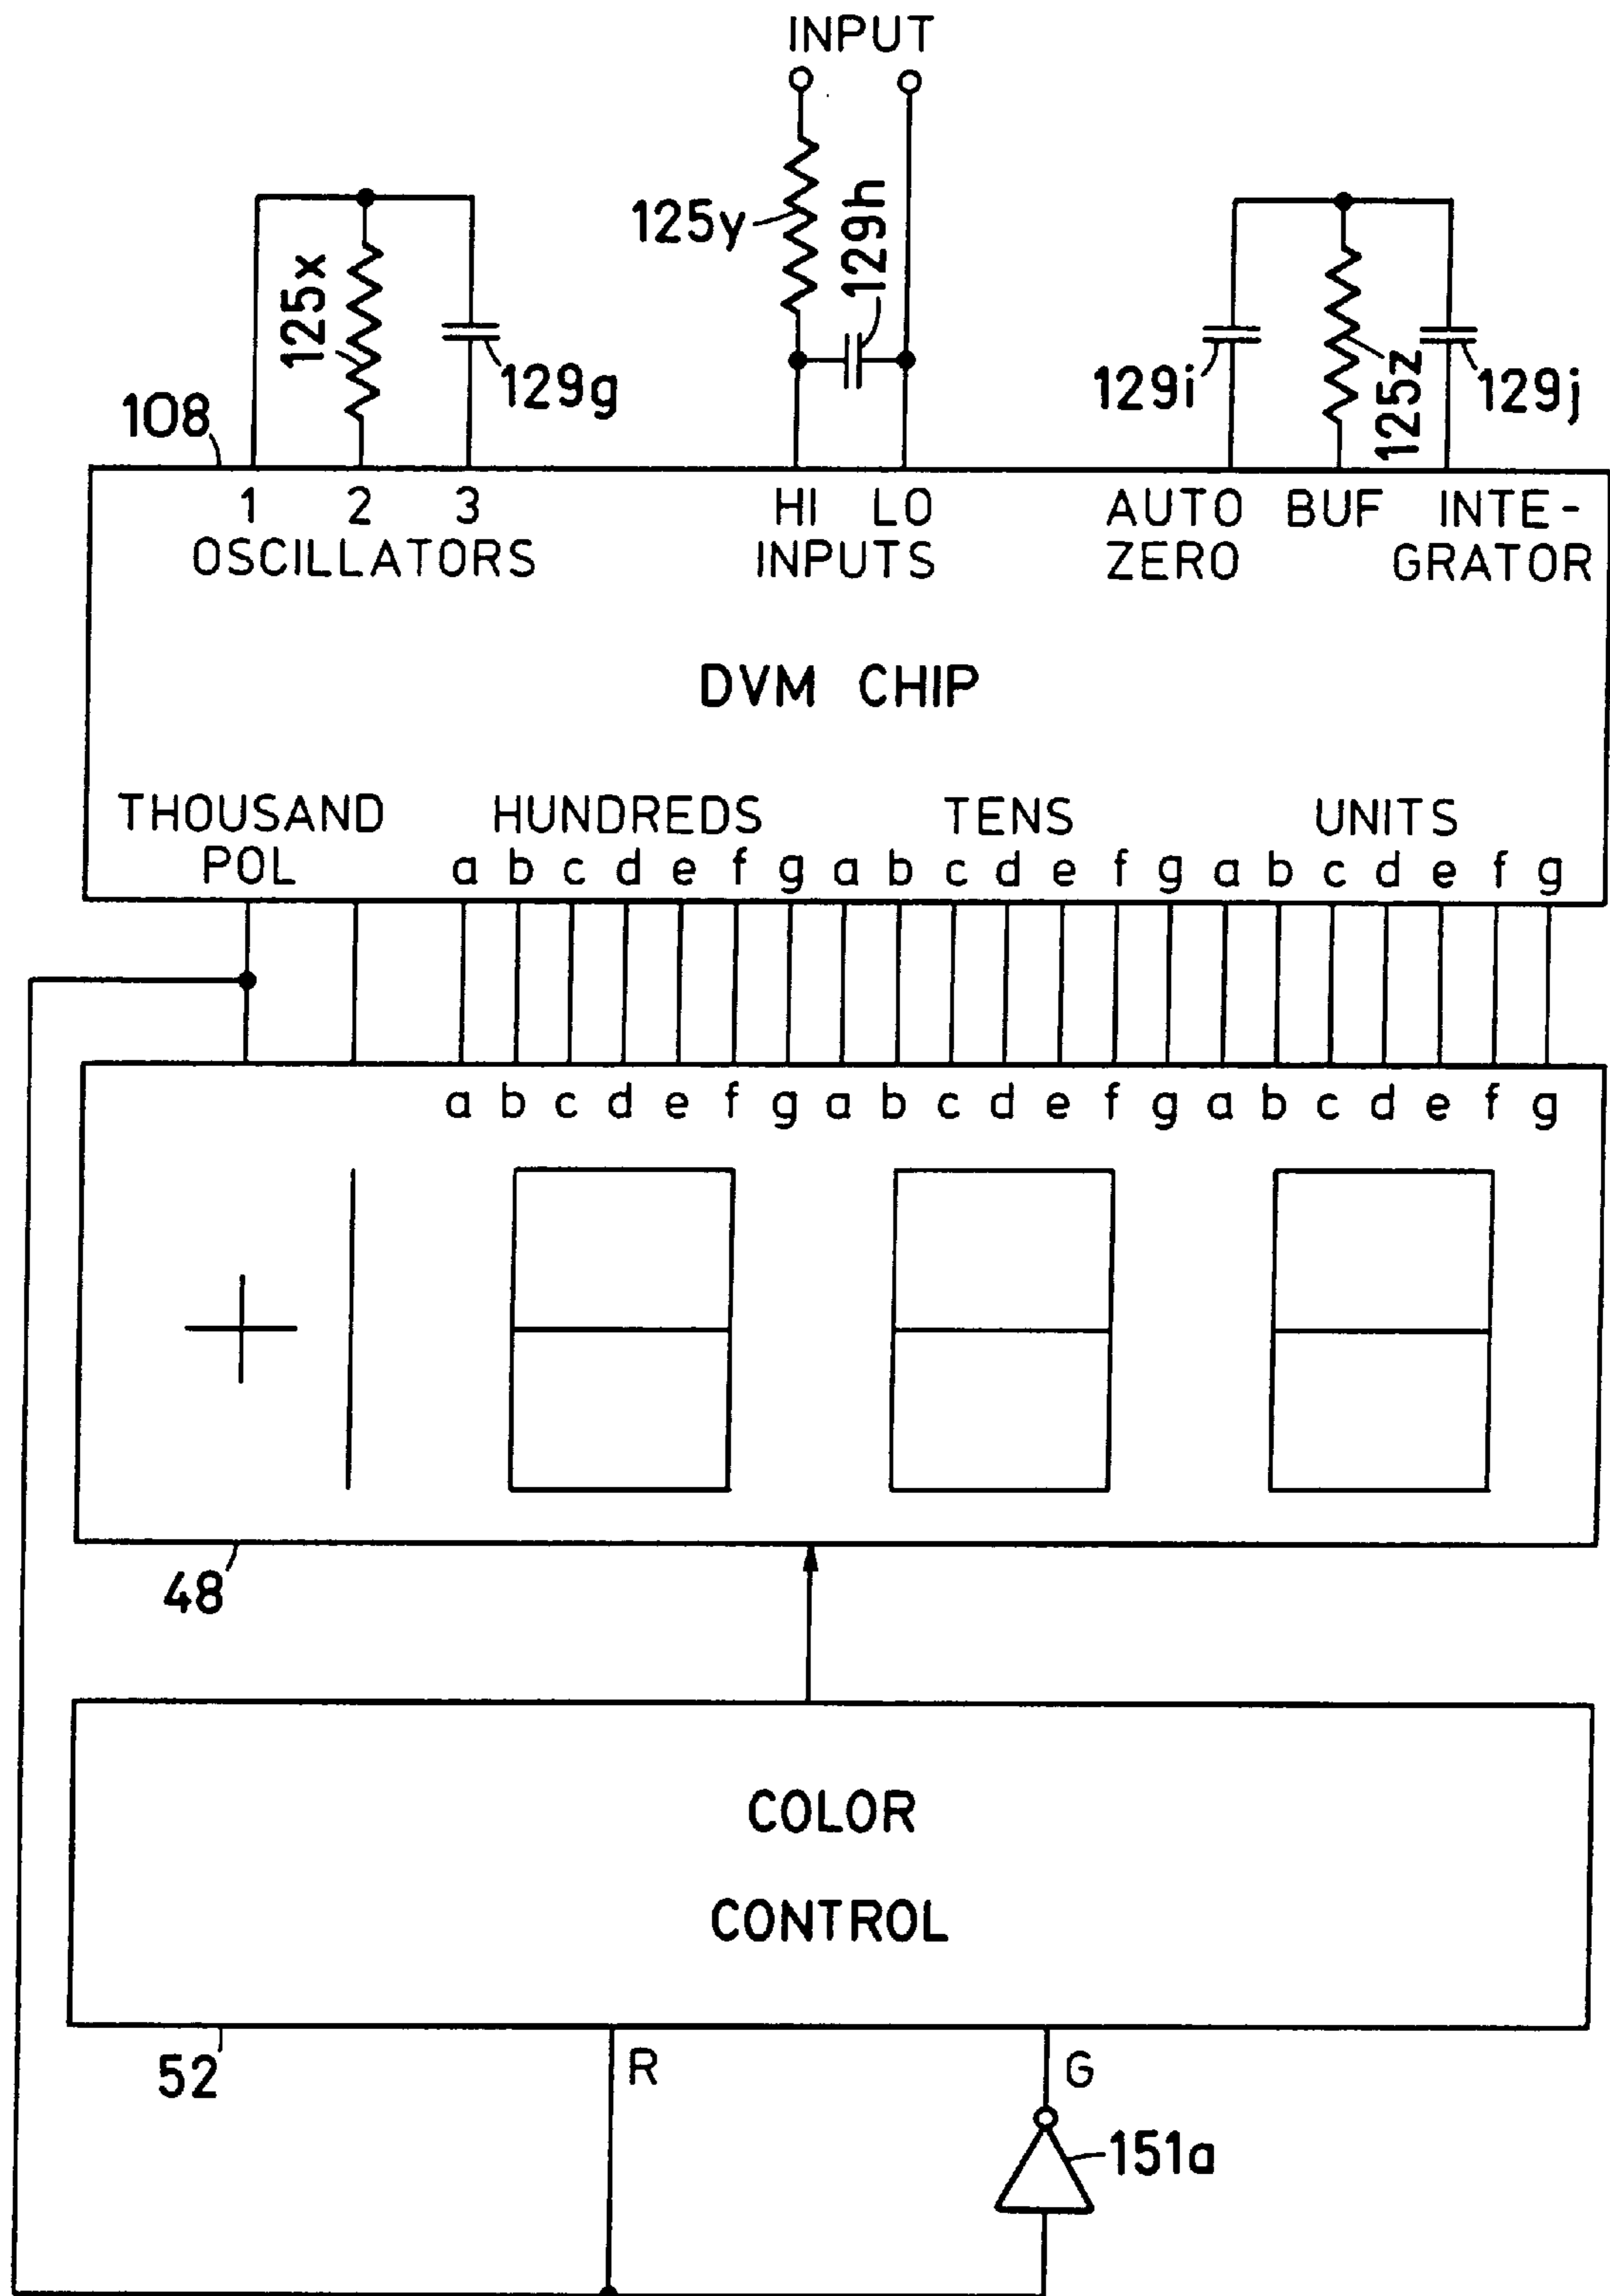 INPUT
125x
129g
125y
129h
129i
125z
129j
108
1 2 3
OSCILLATORS
HI LO
INPUTS
AUTO
ZERO
BUF
INTE-
GRATOR
DVM CHIP
THOUSAND
POL
HUNDREDS
TENS
UNITS
a b c d e f g a b c d e f g a b c d e f g
a b c d e f g a b c d e f g a b c d e f g
48
COLOR
CONTROL
52
R
G
151a